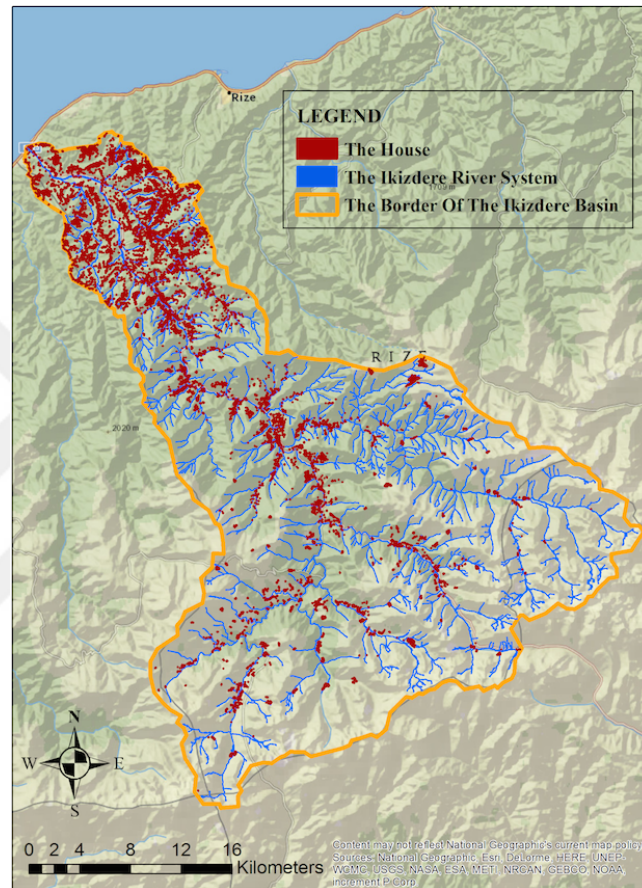 Rize
LEGEND
The House
The Ikizdere River System
The Border Of The Ikizdere Basin
1700 m
RIZE
2020 m
N
W E
S
0 2 4 8 12 16
Kilometers
Content may not reflect National Geographic's current map policy.
Sources: National Geographic, Esri, DeLorme, HERE, UNEP-
WCMC, USGS, NASA, ESA, METI, NRCAN, GEBCO, NOAA,
increment P Corp.